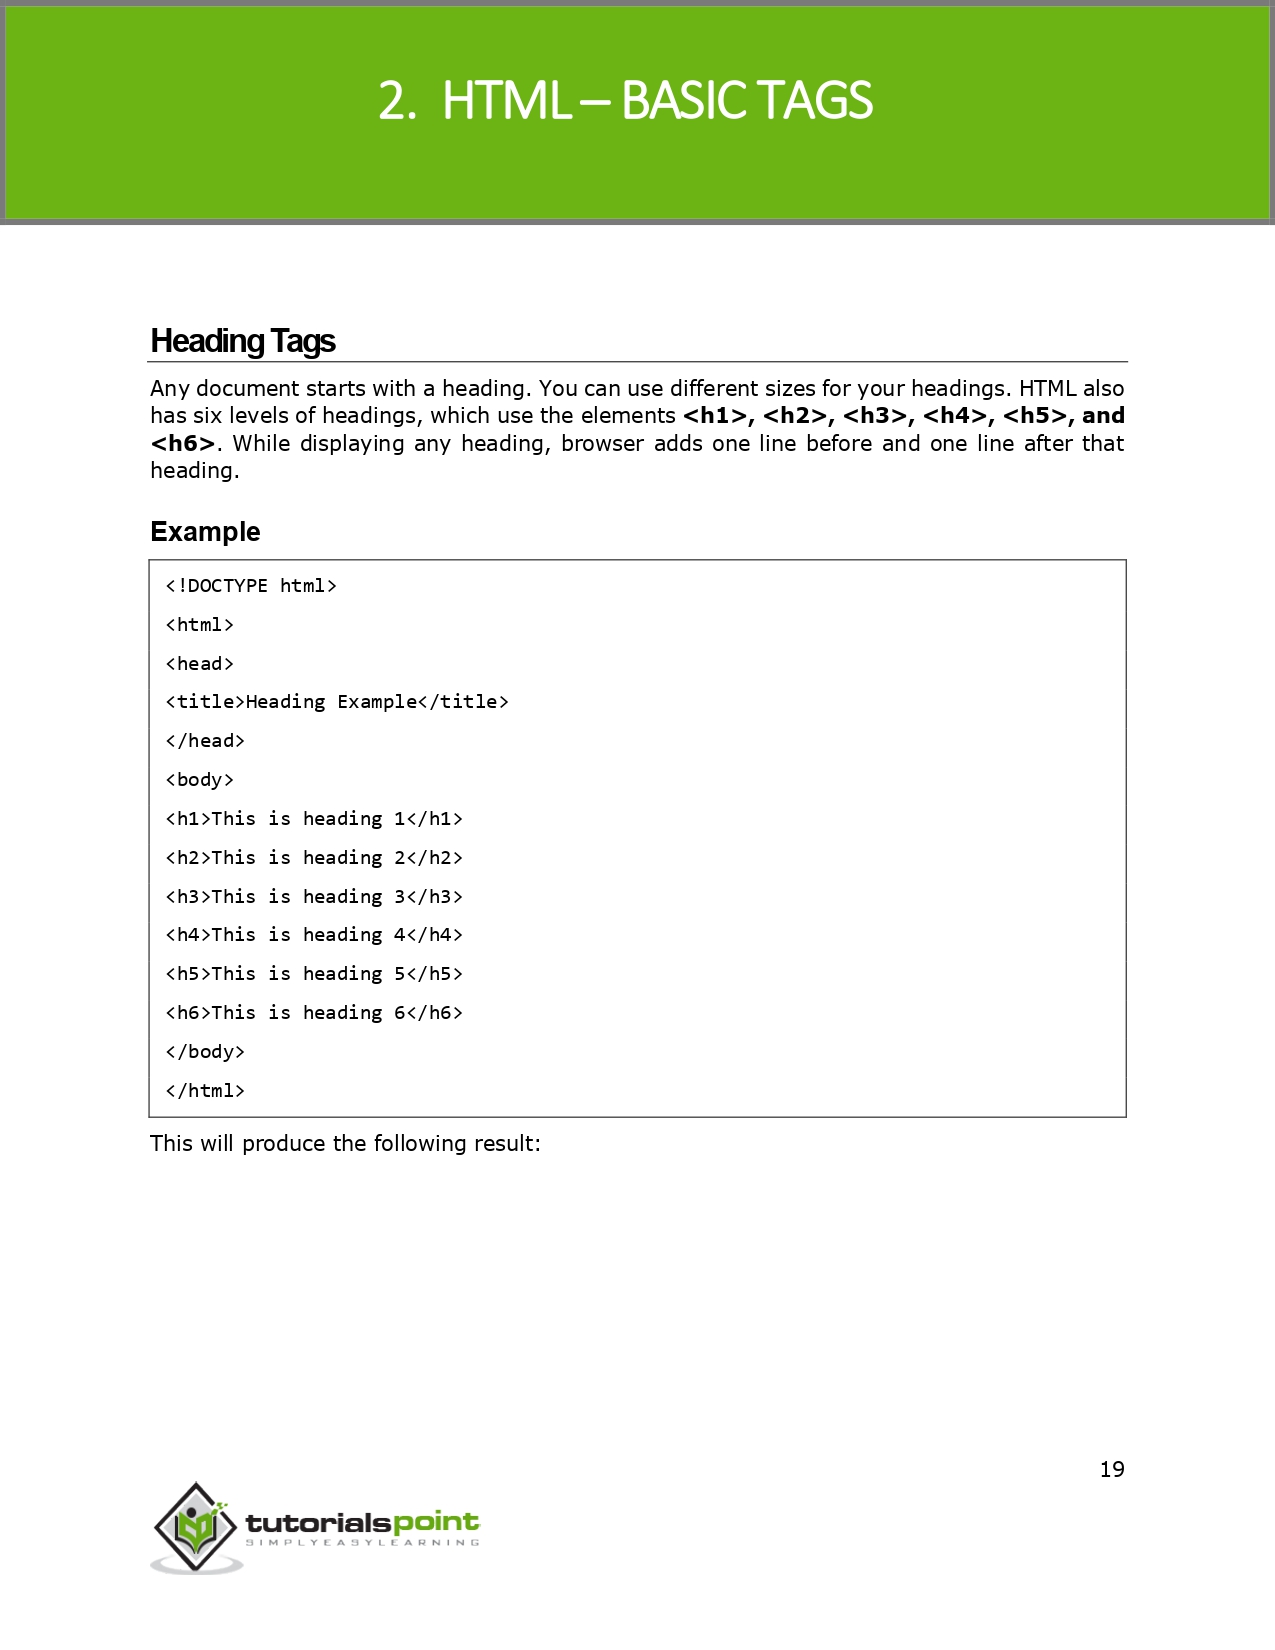 2. HTML – BASIC TAGS
Heading Tags
Any document starts with a heading. You can use different sizes for your headings. HTML also
has six levels of headings, which use the elements <h1>, <h2>, <h3>, <h4>, <h5>, and
<h6>. While displaying any heading, browser adds one line before and one line after that
heading.
Example
<!DOCTYPE html>
<html>
<head>
<title>Heading Example</title>
</head>
<body>
<h1>This is heading 1</h1>
<h2>This is heading 2</h2>
<h3>This is heading 3</h3>
<h4>This is heading 4</h4>
<h5>This is heading 5</h5>
<h6>This is heading 6</h6>
</body>
</html>
This will produce the following result:
19
tutorialspoint
SIMPLYEASYLEARNING